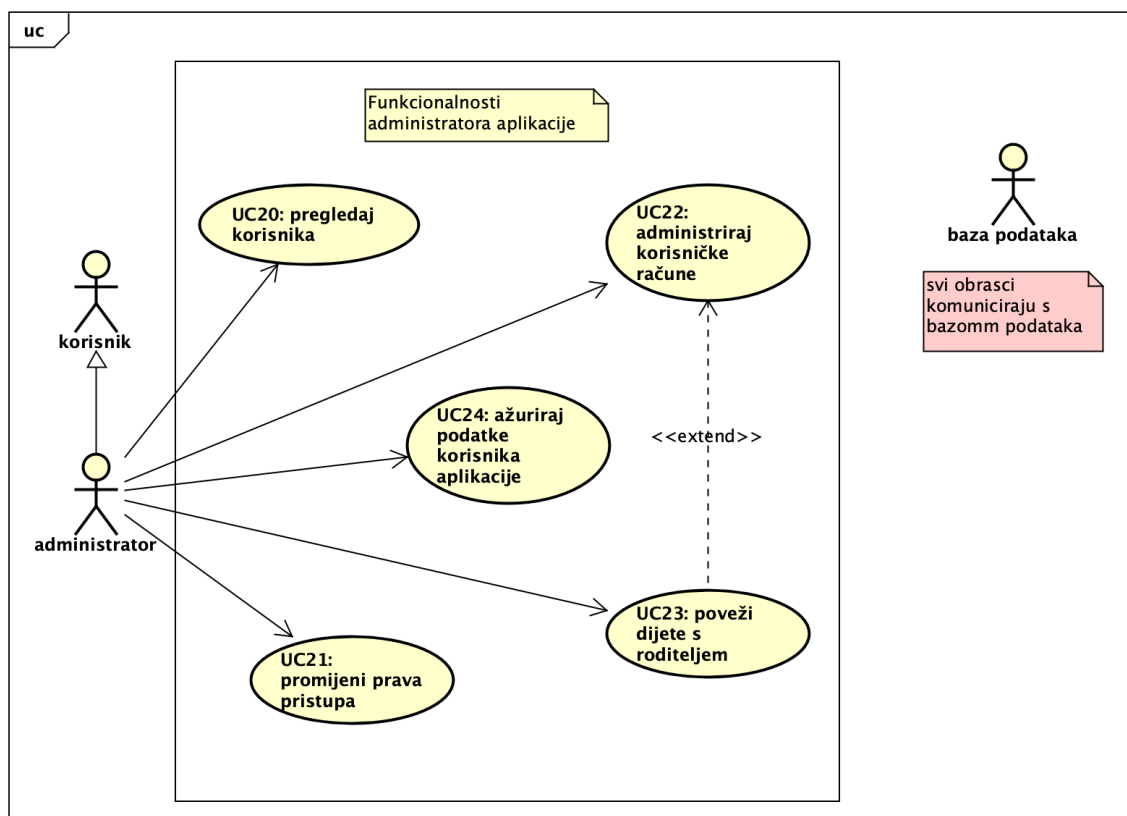 uc
Funkcionalnosti
administratora aplikacije
UC20: pregledaj
korisnika
UC22:
administriraj
korisničke
račune
baza podataka
svi obrasci
komuniciraju s
bazomm podataka
korisnik
UC24: ažuriraj
podatke
korisnika
aplikacije
<<extend>>
administrator
UC23: poveži
dijete s
roditeljem
UC21:
promijeni prava
pristupa